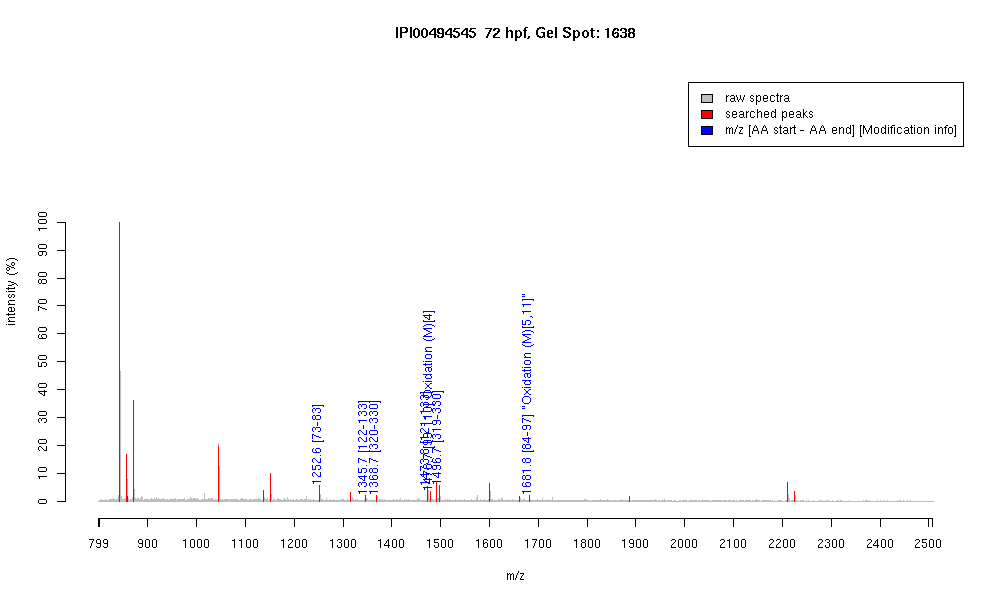 IPI00494545 72 hpf, Gel Spot: 1638
raw spectra
searched peaks
m/z [AA start - AA end] [Modification info]
intensity (%)
100
90
80
70
60
50
40
30
20
10
0
1252.6 [73-83]
1345.7 [122-133]
1368.7 [320-330]
Oxidation (M)[4]
1496.7 [319-330]
1681.8 [84-97] "Oxidation (M)[5,11]"
799 900 1000 1100 1200 1300 1400 1500 1600 1700 1800 1900 2000 2100 2200 2300 2400 2500
m/z